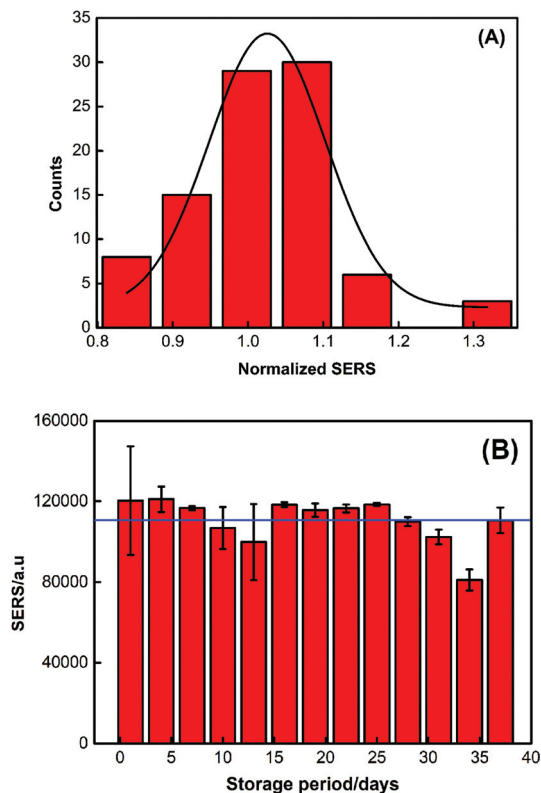 (A)
35
30
25
20
15
10
5
0
Counts
0.8 0.9 1.0 1.1 1.2 1.3
Normalized SERS
(B)
160000
120000
80000
40000
0
SERS/a.u
0 5 10 15 20 25 30 35 40
Storage period/days